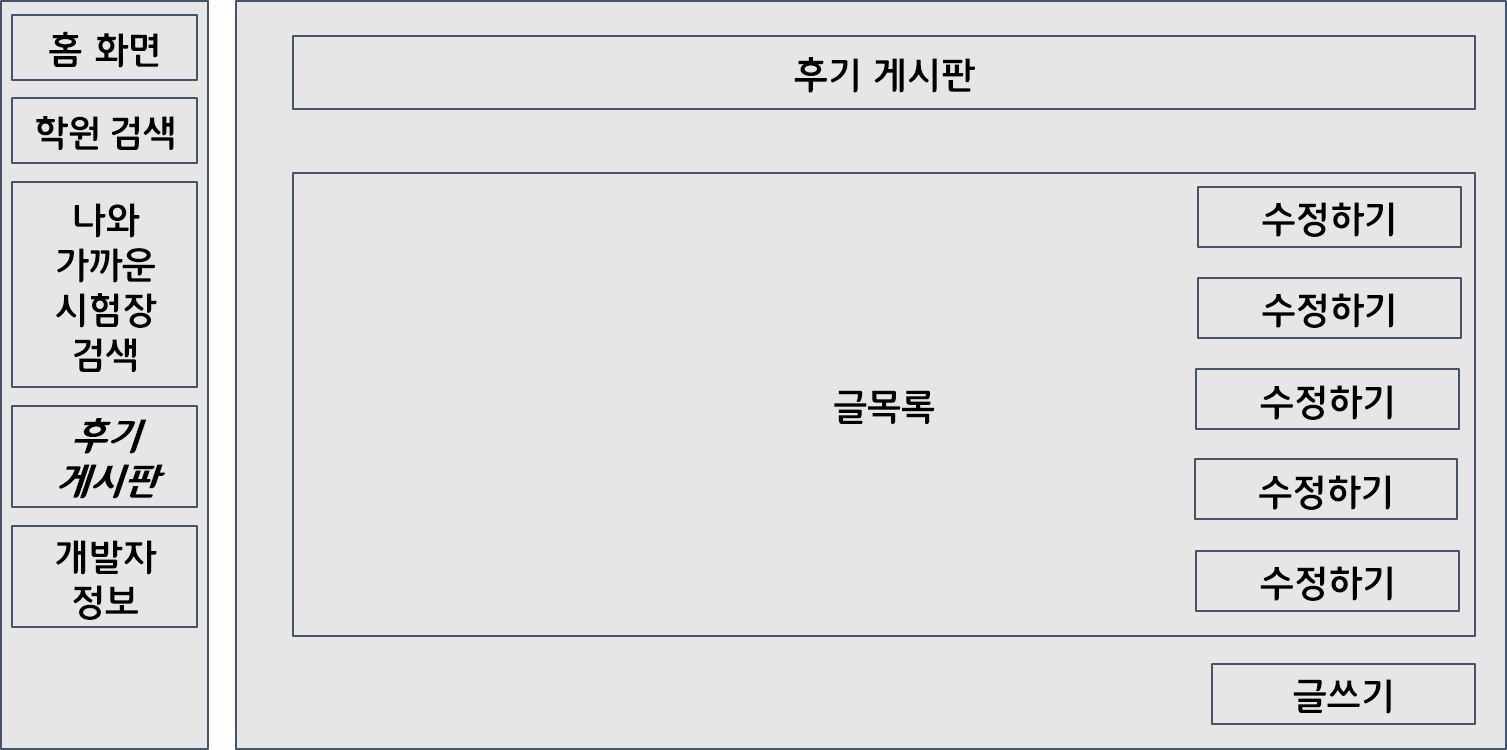 홈 화면
학원 검색
나와
가까운
시험장
검색
후기
게시판
개발자
정보
후기 게시판
글목록
수정하기
수정하기
수정하기
수정하기
수정하기
글쓰기